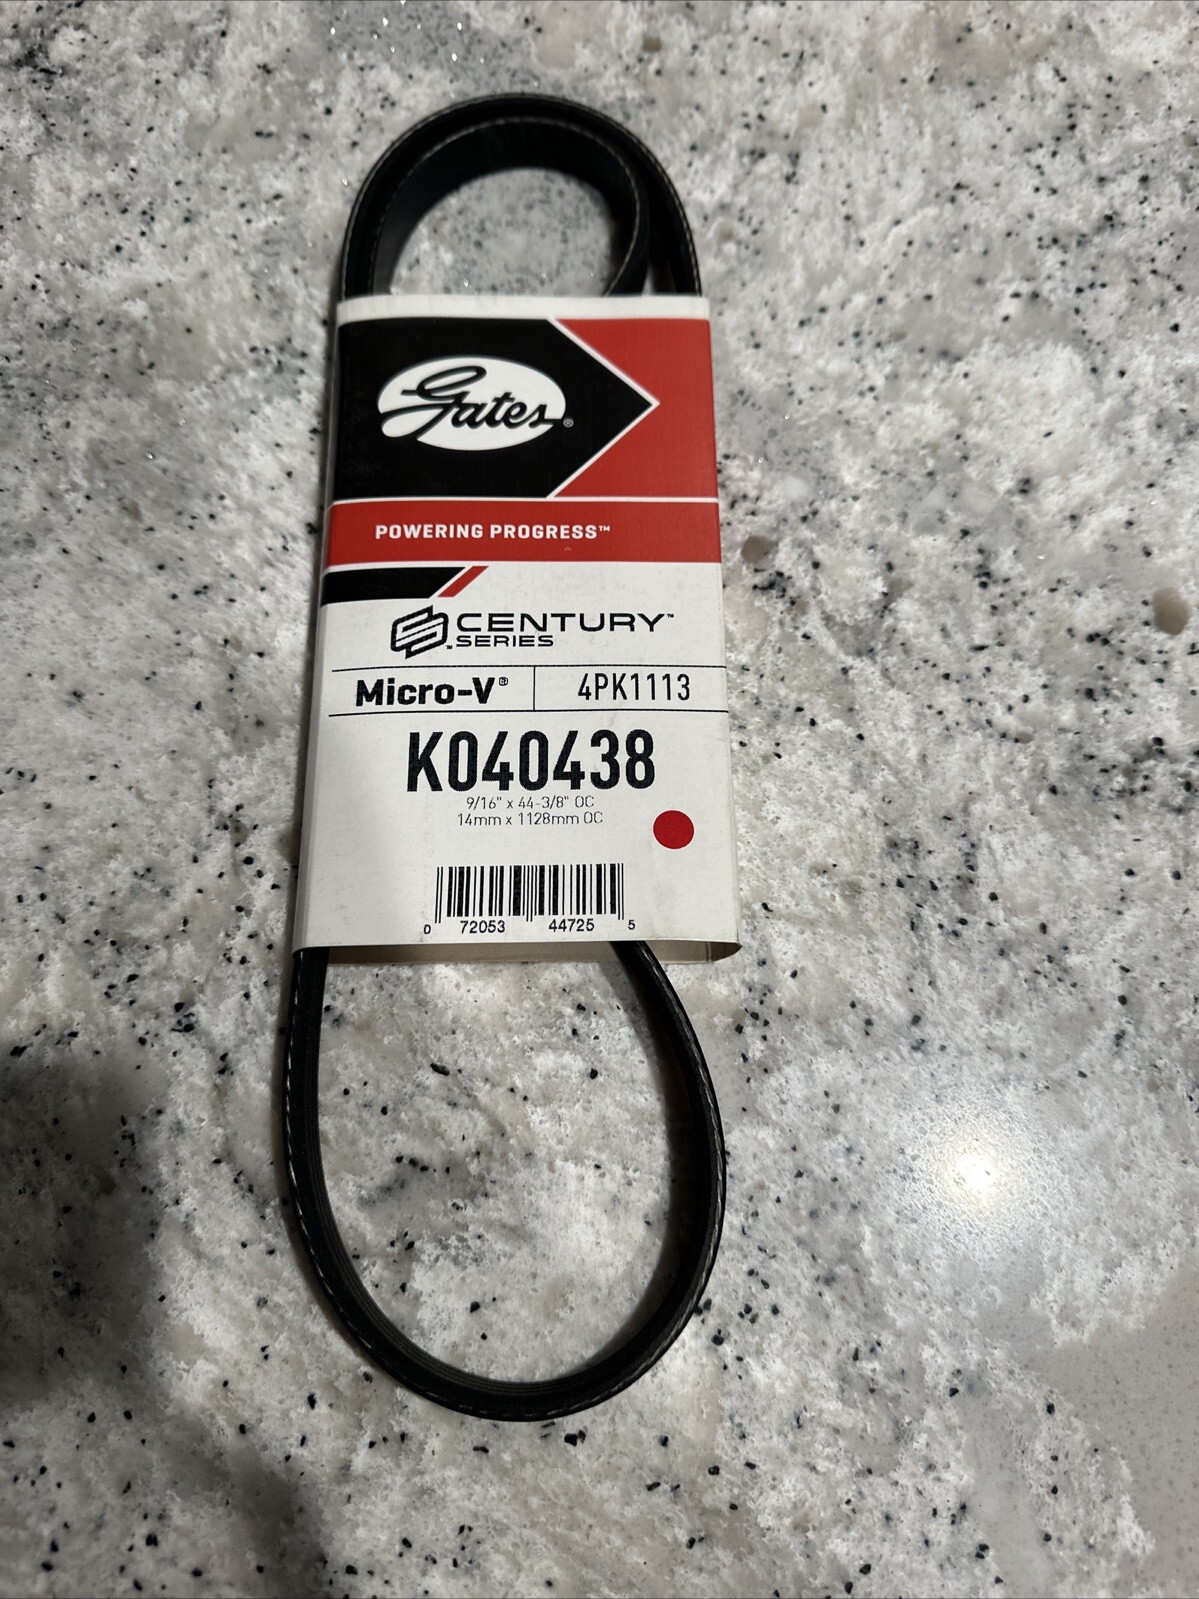 Gates®
POWERING PROGRESS™
CENTURY™
SERIES
Micro-V® 4PK1113
K040438
9/16" x 44-3/8" OC
14mm x 1128mm OC
0 72053 44725 5